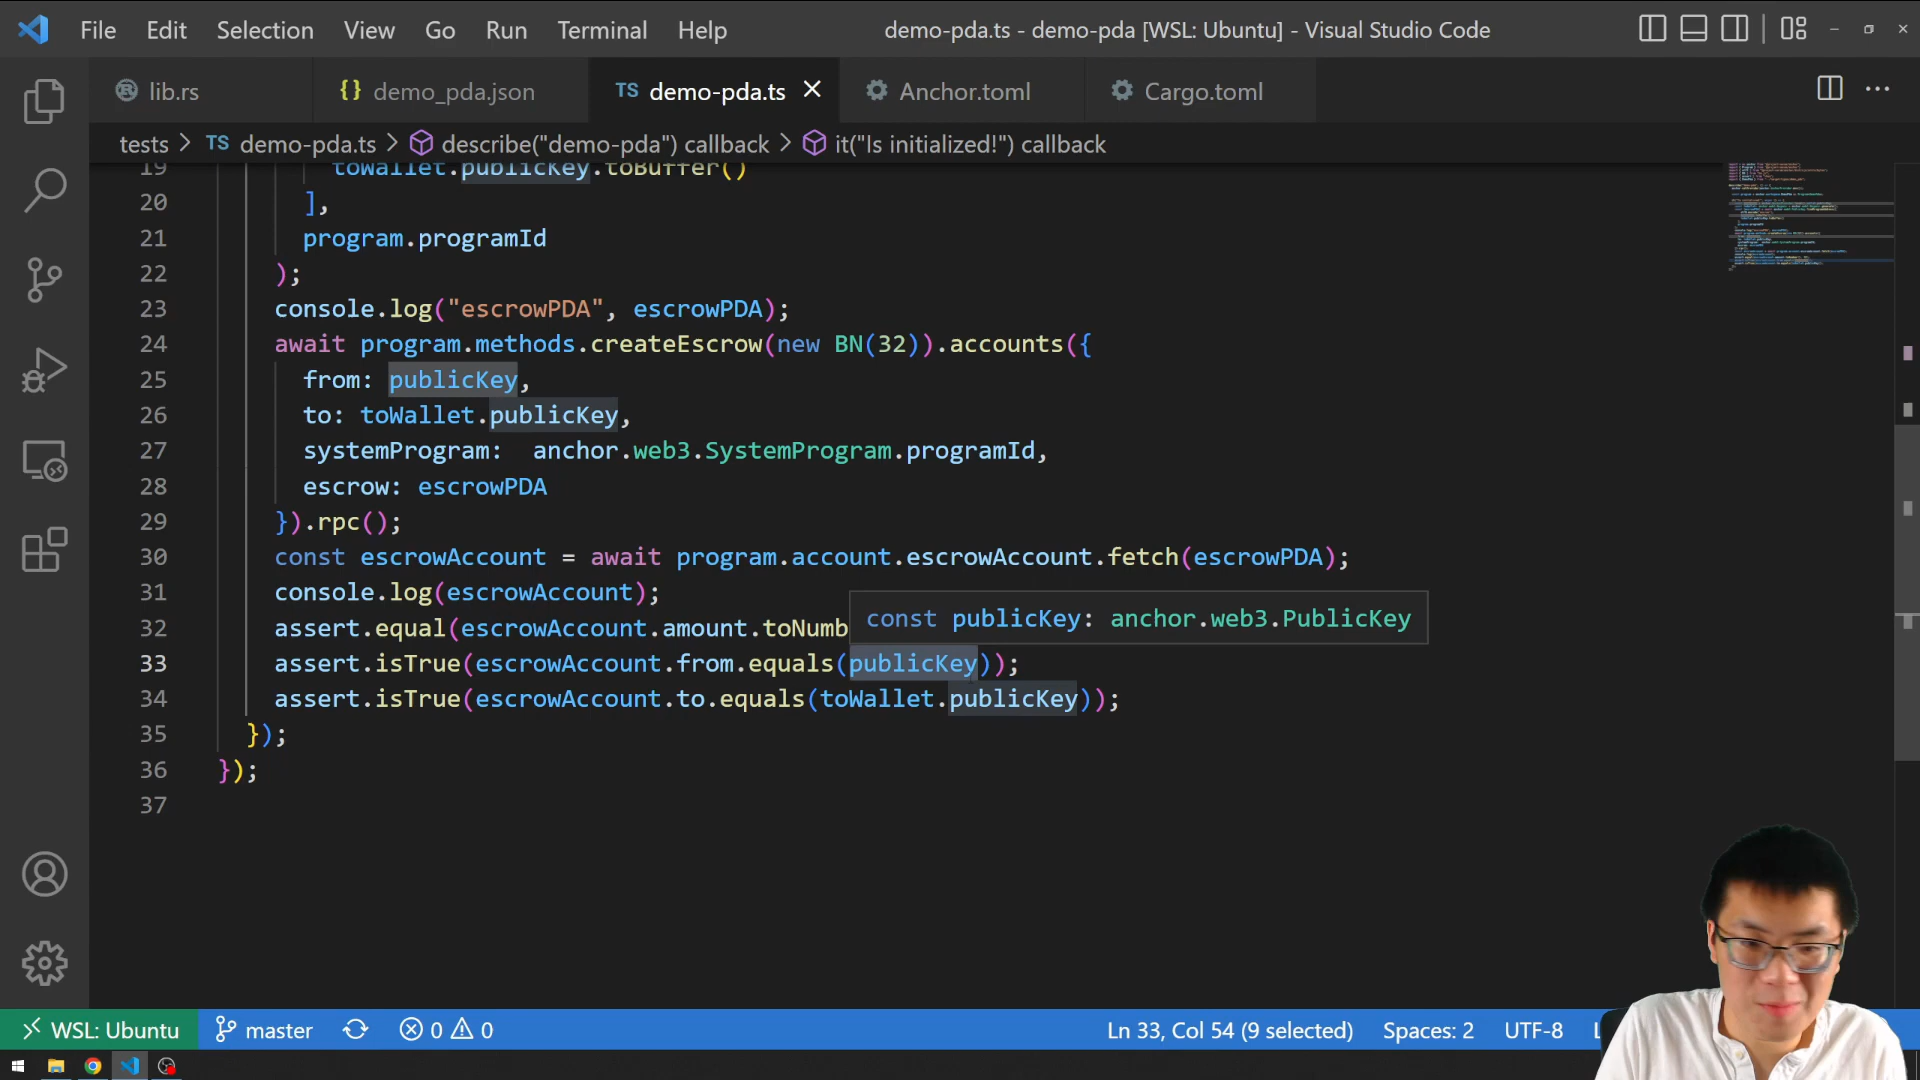 File Edit Selection View Go Run Terminal Help demo-pda.ts - demo-pda [WSL: Ubuntu] - Visual Studio Code
lib.rs {} demo_pda.json TS demo-pda.ts Anchor.toml Cargo.toml
tests > TS demo-pda.ts > describe("demo-pda") callback > it("Is initialized!") callback
19 toWallet.publicKey.toBuffer()
20 ],
21 program.programId
22 );
23 console.log("escrowPDA", escrowPDA);
24 await program.methods.createEscrow(new BN(32)).accounts({
25 from: publicKey,
26 to: toWallet.publicKey,
27 systemProgram: anchor.web3.SystemProgram.programId,
28 escrow: escrowPDA
29 }).rpc();
30 const escrowAccount = await program.account.escrowAccount.fetch(escrowPDA);
31 console.log(escrowAccount);
const publicKey: anchor.web3.PublicKey
32 assert.equal(escrowAccount.amount.toNumb
33 assert.isTrue(escrowAccount.from.equals(publicKey));
34 assert.isTrue(escrowAccount.to.equals(toWallet.publicKey));
35 });
36 });
37
WSL: Ubuntu master 0 0 Ln 33, Col 54 (9 selected) Spaces: 2 UTF-8 L